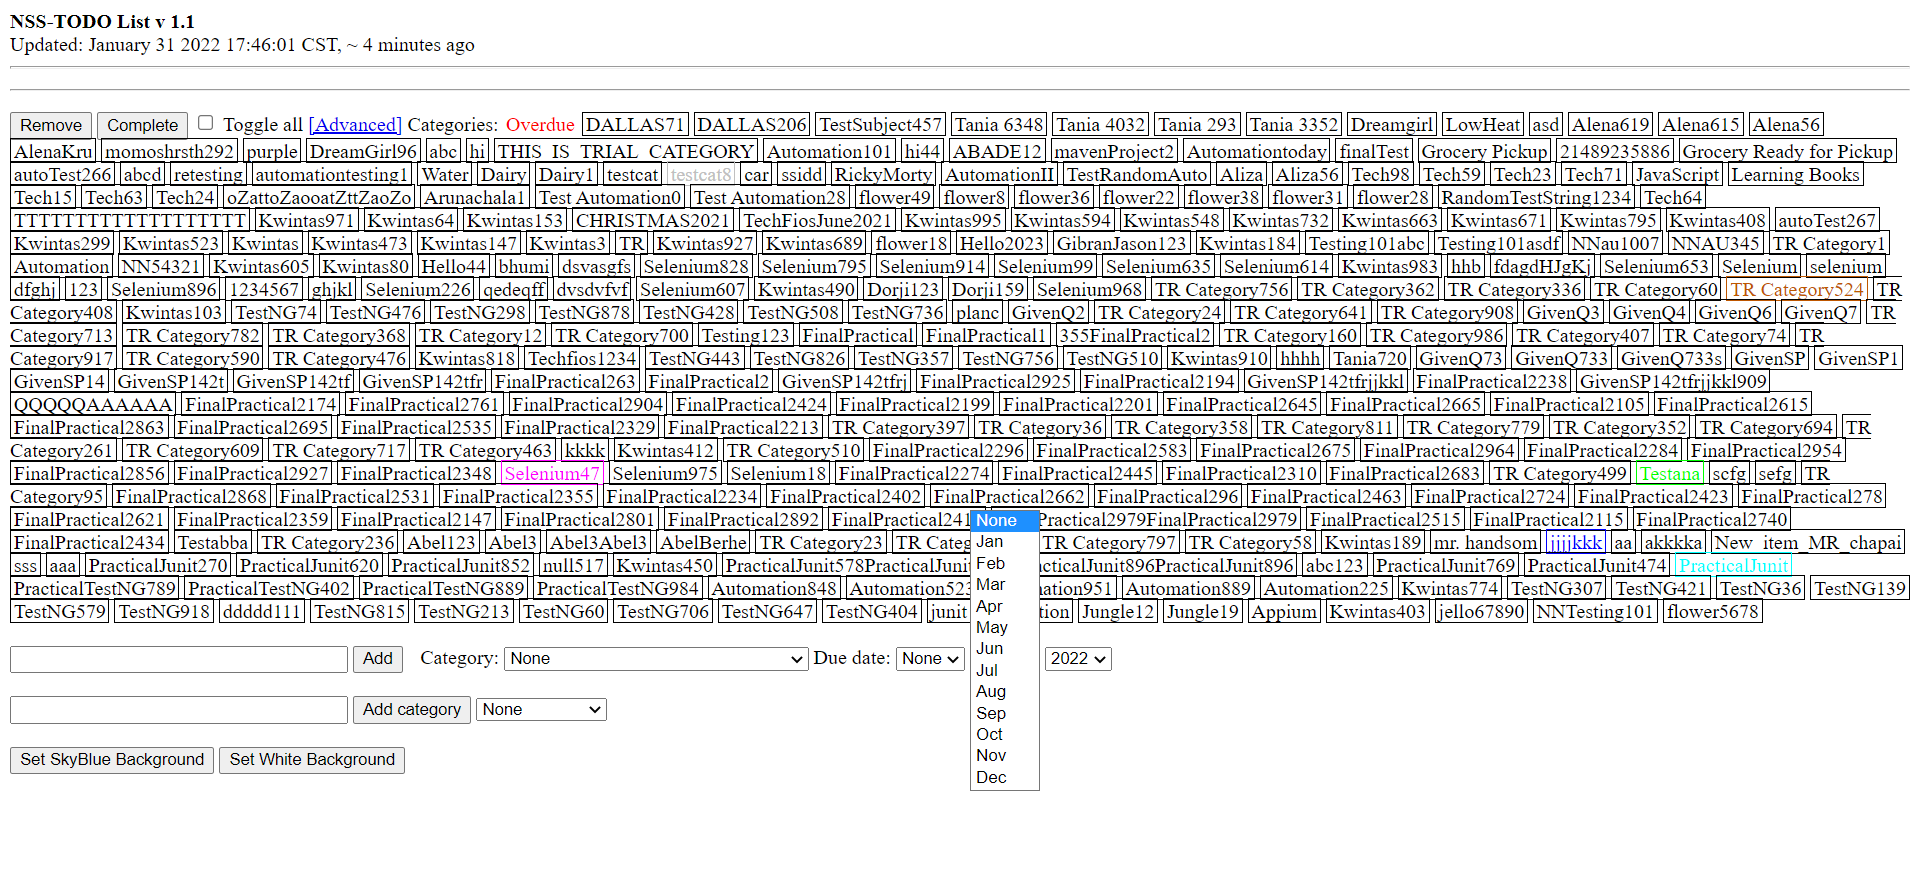 NSS-TODO List v 1.1
Updated: January 31 2022 17:46:01 CST, ~ 4 minutes ago
Remove Complete Toggle all [Advanced] Categories: Overdue DALLAS71 DALLAS206 TestSubject457 Tania 6348 Tania 4032 Tania 293 Tania 3352 Dreamgirl LowHeat asd Alena619 Alena615 Alena56
AlenaKru momoshrsth292 purple DreamGirl96 abc hi THIS_IS_TRIAL_CATEGORY Automation101 hi44 ABADE12 mavenProject2 Automationtoday finalTest Grocery Pickup 21489235886 Grocery Ready for Pickup
autoTest266 abcd retesting automationtesting1 Water Dairy Dairy1 testcat testcat8 car ssidd RickyMorty AutomationII TestRandomAuto Aliza Aliza56 Tech98 Tech59 Tech23 Tech71 JavaScript Learning Books
Tech15 Tech63 Tech24 oZattoZaooatZttZaoZo Arunachala1 Test Automation0 Test Automation28 flower49 flower8 flower36 flower22 flower38 flower31 flower28 RandomTestString1234 Tech64
TTTTTTTTTTTTTTTTTTT Kwintas971 Kwintas64 Kwintas153 CHRISTMAS2021 TechFiosJune2021 Kwintas995 Kwintas594 Kwintas548 Kwintas732 Kwintas663 Kwintas671 Kwintas795 Kwintas408 autoTest267
Kwintas299 Kwintas523 Kwintas Kwintas473 Kwintas147 Kwintas3 TR Kwintas927 Kwintas689 flower18 Hello2023 GibranJason123 Kwintas184 Testing101abc Testing101asdf NNau1007 NNAU345 TR Category1
Automation NN54321 Kwintas605 Kwintas80 Hello44 bhumi dsvasgfs Selenium828 Selenium795 Selenium914 Selenium99 Selenium635 Selenium614 Kwintas983 hhb fdagdHJgKj Selenium653 Selenium selenium
dfghj 123 Selenium896 1234567 ghjkl Selenium226 qedeqff dvsdvfvf Selenium607 Kwintas490 Dorji123 Dorji159 Selenium968 TR Category756 TR Category362 TR Category336 TR Category60 TR Category524 TR
Category408 Kwintas103 TestNG74 TestNG476 TestNG298 TestNG878 TestNG428 TestNG508 TestNG736 planc GivenQ2 TR Category24 TR Category641 TR Category908 GivenQ3 GivenQ4 GivenQ6 GivenQ7 TR
Category713 TR Category782 TR Category368 TR Category12 TR Category700 Testing123 FinalPractical FinalPractical1 355FinalPractical2 TR Category160 TR Category986 TR Category407 TR Category74 TR
Category917 TR Category590 TR Category476 Kwintas818 Techfios1234 TestNG443 TestNG826 TestNG357 TestNG756 TestNG510 Kwintas910 hhhh Tania720 GivenQ73 GivenQ733 GivenQ733s GivenSP GivenSP1
GivenSP14 GivenSP142t GivenSP142tf GivenSP142tfr FinalPractical263 FinalPractical2 GivenSP142tfrj FinalPractical2925 FinalPractical2194 GivenSP142tfrjjkkl FinalPractical2238 GivenSP142tfrjjkkl909
QQQQQAAAAAA FinalPractical2174 FinalPractical2761 FinalPractical2904 FinalPractical2424 FinalPractical2199 FinalPractical2201 FinalPractical2645 FinalPractical2665 FinalPractical2105 FinalPractical2615
FinalPractical2863 FinalPractical2695 FinalPractical2535 FinalPractical2329 FinalPractical2213 TR Category397 TR Category36 TR Category358 TR Category811 TR Category779 TR Category352 TR Category694 TR
Category261 TR Category609 TR Category717 TR Category463 kkkk Kwintas412 TR Category510 FinalPractical2296 FinalPractical2583 FinalPractical2675 FinalPractical2964 FinalPractical2284 FinalPractical2954
FinalPractical2856 FinalPractical2927 FinalPractical2348 Selenium47 Selenium975 Selenium18 FinalPractical2274 FinalPractical2445 FinalPractical2310 FinalPractical2683 TR Category499 Testana scfg sefg TR
Category95 FinalPractical2868 FinalPractical2531 FinalPractical2355 FinalPractical2234 FinalPractical2402 FinalPractical2662 FinalPractical296 FinalPractical2463 FinalPractical2724 FinalPractical2423 FinalPractical278
FinalPractical2621 FinalPractical2359 FinalPractical2147 FinalPractical2801 FinalPractical2892 FinalPractical241 Practical2979FinalPractical2979 FinalPractical2515 FinalPractical2115 FinalPractical2740
FinalPractical2434 Testabba TR Category236 Abel123 Abel3 Abel3Abel3 AbelBerhe TR Category23 TR Categ TR Category797 TR Category58 Kwintas189 mr. handsom jjjjkkk aa akkkka New_item_MR_chapai
sss aaa PracticalJunit270 PracticalJunit620 PracticalJunit852 null517 Kwintas450 PracticalJunit578PracticalJunit acticalJunit896PracticalJunit896 abc123 PracticalJunit769 PracticalJunit474 PracticalJunit
PracticalTestNG789 PracticalTestNG402 PracticalTestNG889 PracticalTestNG984 Automation848 Automation523 mation951 Automation889 Automation225 Kwintas774 TestNG307 TestNG421 TestNG36 TestNG139
TestNG579 TestNG918 ddddd111 TestNG815 TestNG213 TestNG60 TestNG706 TestNG647 TestNG404 junit tion Jungle12 Jungle19 Appium Kwintas403 jello67890 NNTesting101 flower5678
Add Category: None Due date: None 2022
None
Jan
Feb
Mar
Apr
May
Jun
Jul
Aug
Sep
Oct
Nov
Dec
Add category None
Set SkyBlue Background Set White Background